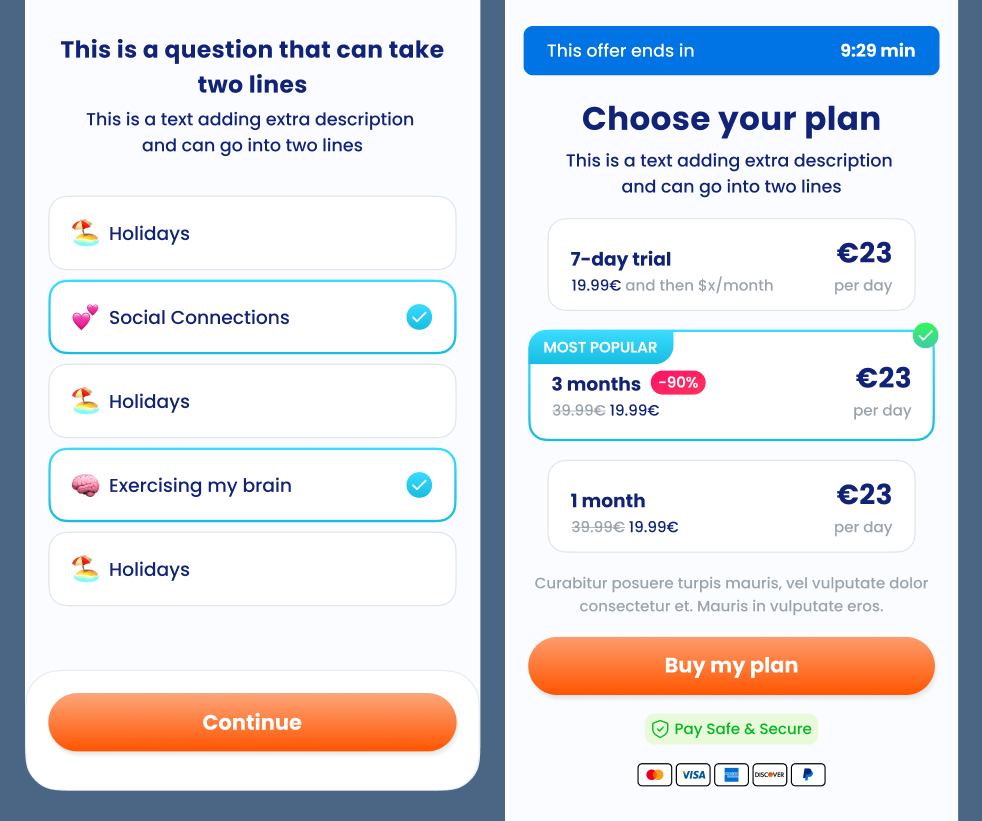 This is a question that can take
two lines
This is a text adding extra description
and can go into two lines
Holidays
Social Connections
Holidays
Exercising my brain
Holidays
Continue
This offer ends in 9:29 min
Choose your plan
This is a text adding extra description
and can go into two lines
7-day trial €23
19.99€ and then $x/month per day
MOST POPULAR
3 months -90% €23
39.99€ 19.99€ per day
1 month €23
39.99€ 19.99€ per day
Curabitur posuere turpis mauris, vel vulputate dolor
consectetur et. Mauris in vulputate eros.
Buy my plan
Pay Safe & Secure
VISA DISCOVER